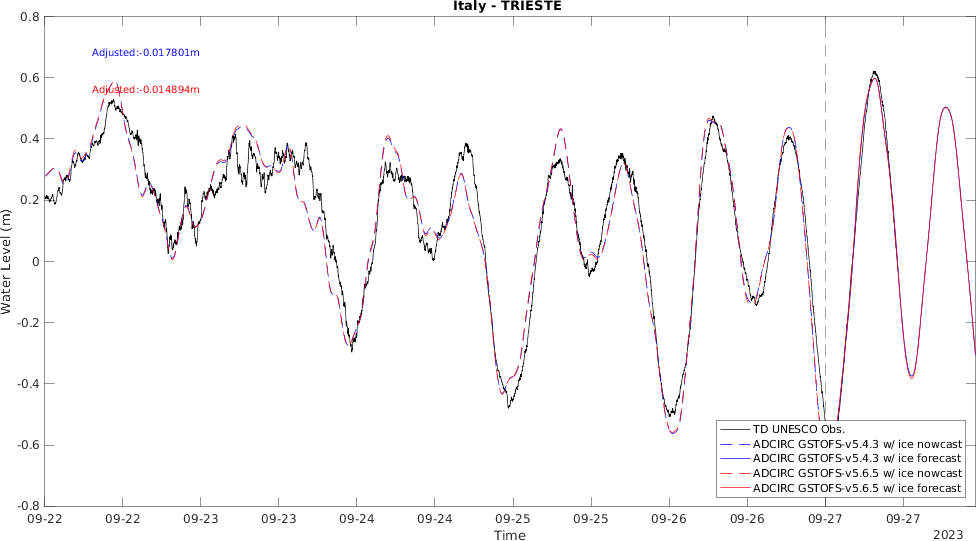 Italy - TRIESTE
0.8
0.6
0.4
0.2
0
-0.2
-0.4
-0.6
-0.8
Water Level (m)
Adjusted:-0.017801m
Adjusted:-0.014894m
TD UNESCO Obs.
ADCIRC GSTOFS-v5.4.3 w/ ice nowcast
ADCIRC GSTOFS-v5.4.3 w/ ice forecast
ADCIRC GSTOFS-v5.6.5 w/ ice nowcast
ADCIRC GSTOFS-v5.6.5 w/ ice forecast
09-22 09-22 09-23 09-23 09-24 09-24 09-25 09-25 09-26 09-26 09-27 09-27
Time
2023